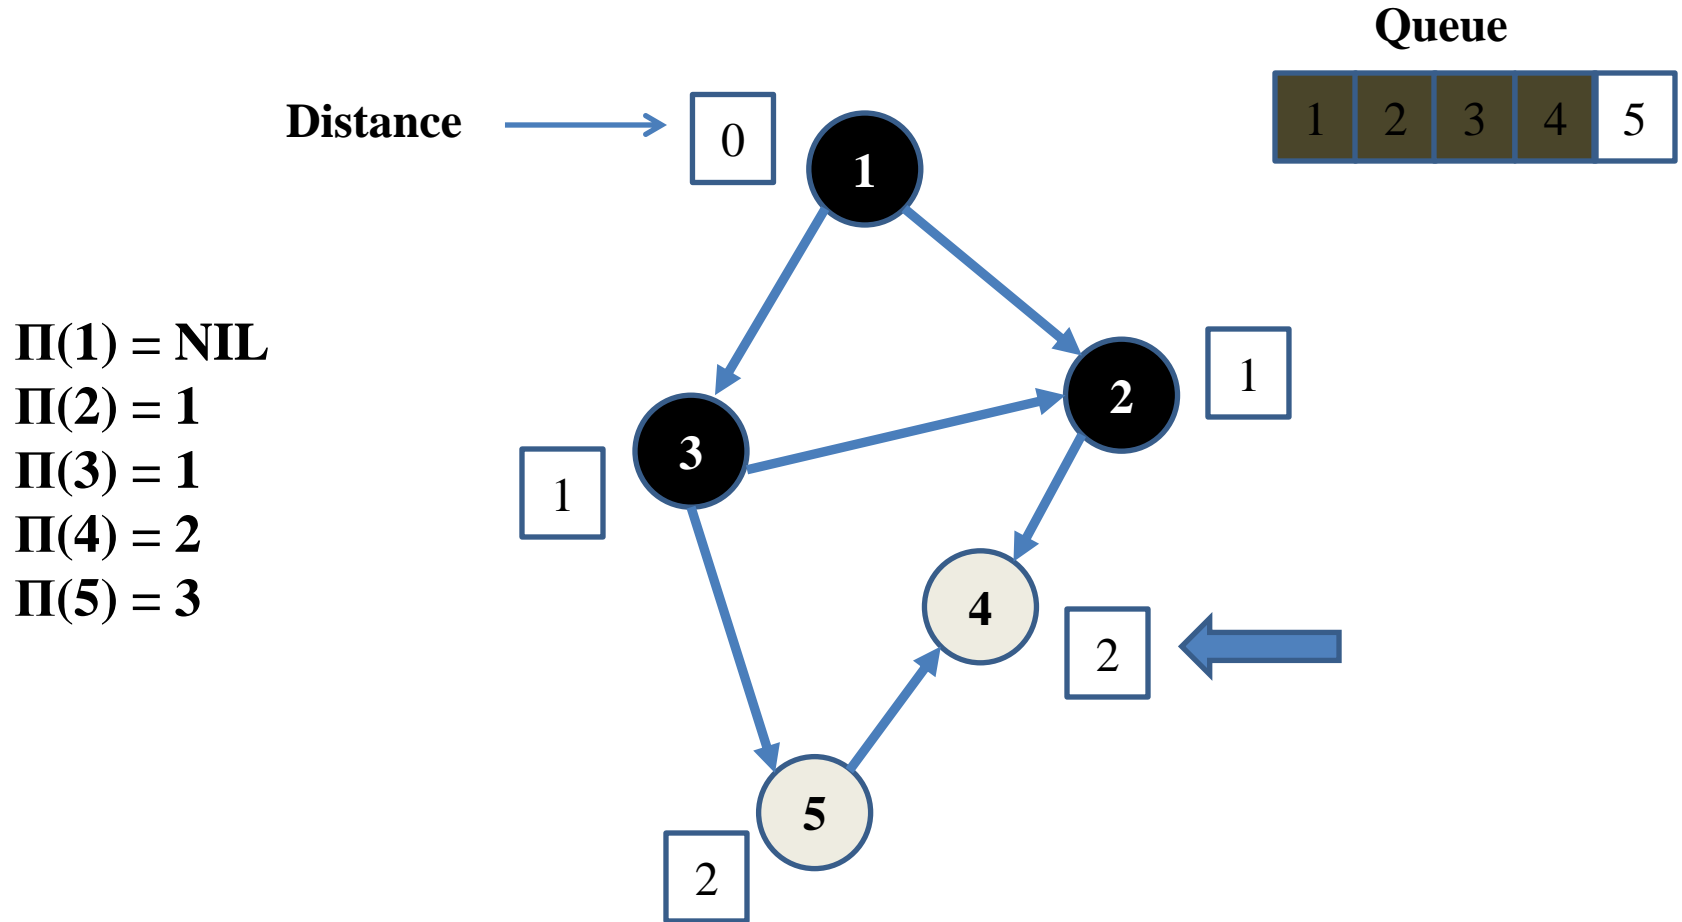 Queue
1 2 3 4 5
Distance
0
1
Π(1) = NIL
Π(2) = 1
Π(3) = 1
Π(4) = 2
Π(5) = 3
2
1
3
1
4
2
5
2